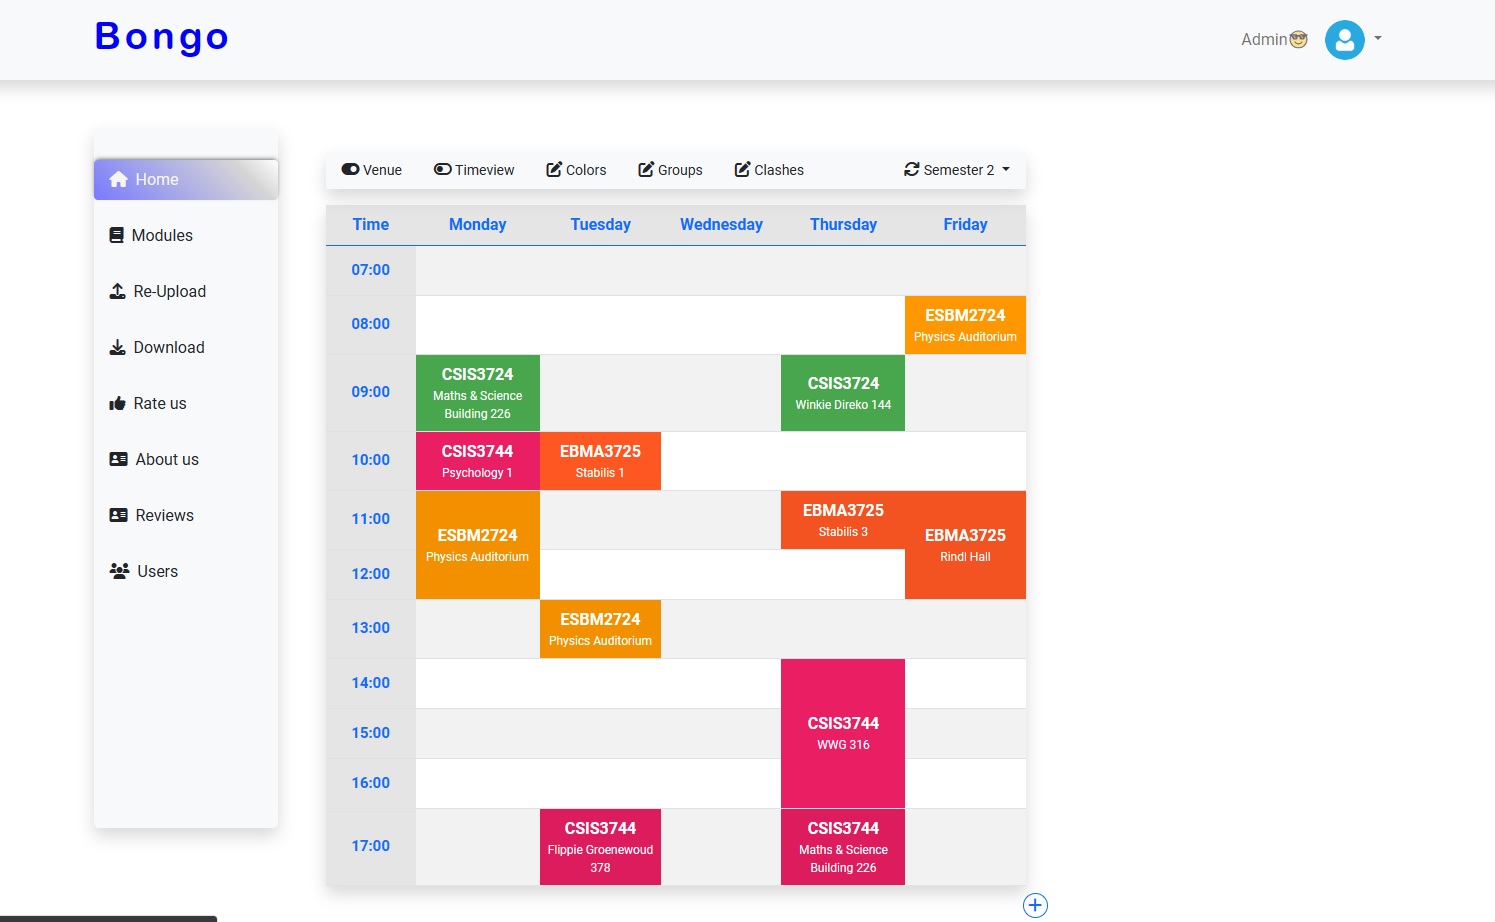 Bongo
Admin
Home
Modules
Re-Upload
Download
Rate us
About us
Reviews
Users
Venue Timeview Colors Groups Clashes Semester 2
Time Monday Tuesday Wednesday Thursday Friday
07:00
08:00
ESBM2724
Physics Auditorium
09:00
CSIS3724
Maths & Science
Building 226
CSIS3724
Winkie Direko 144
10:00
CSIS3744
Psychology 1
EBMA3725
Stabilis 1
11:00
ESBM2724
Physics Auditorium
EBMA3725
Stabilis 3
EBMA3725
Rindl Hall
12:00
13:00
ESBM2724
Physics Auditorium
14:00
CSIS3744
WWG 316
15:00
16:00
17:00
CSIS3744
Flippie Groenewoud
378
CSIS3744
Maths & Science
Building 226